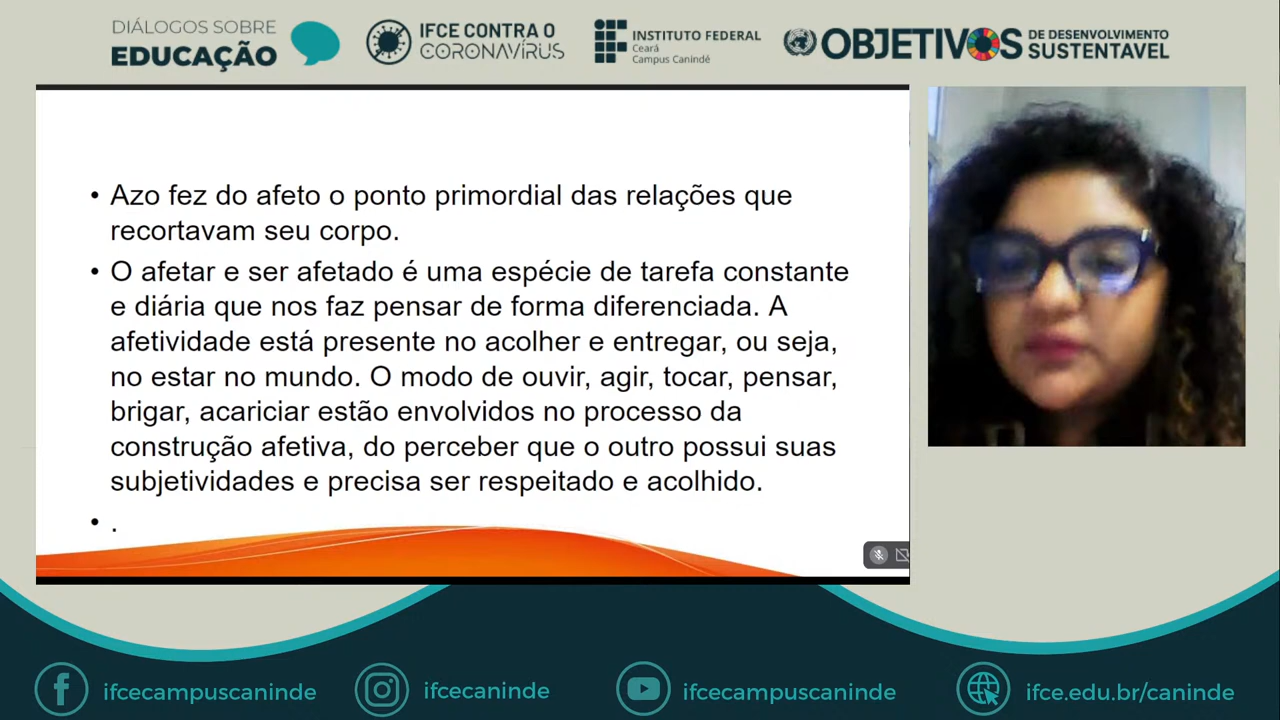 DIÁLOGOS SOBRE
EDUCAÇÃO
IFCE CONTRA O
CORONAVÍRUS
INSTITUTO FEDERAL
Ceará
Campus Canindé
OBJETIVOS
DE DESENVOLVIMENTO
SUSTENTAVEL
• Azo fez do afeto o ponto primordial das relações que
recortavam seu corpo.
• O afetar e ser afetado é uma espécie de tarefa constante
e diária que nos faz pensar de forma diferenciada. A
afetividade está presente no acolher e entregar, ou seja,
no estar no mundo. O modo de ouvir, agir, tocar, pensar,
brigar, acariciar estão envolvidos no processo da
construção afetiva, do perceber que o outro possui suas
subjetividades e precisa ser respeitado e acolhido.
• .
ifcecampuscaninde
ifcecaninde
ifcecampuscaninde
ifce.edu.br/caninde